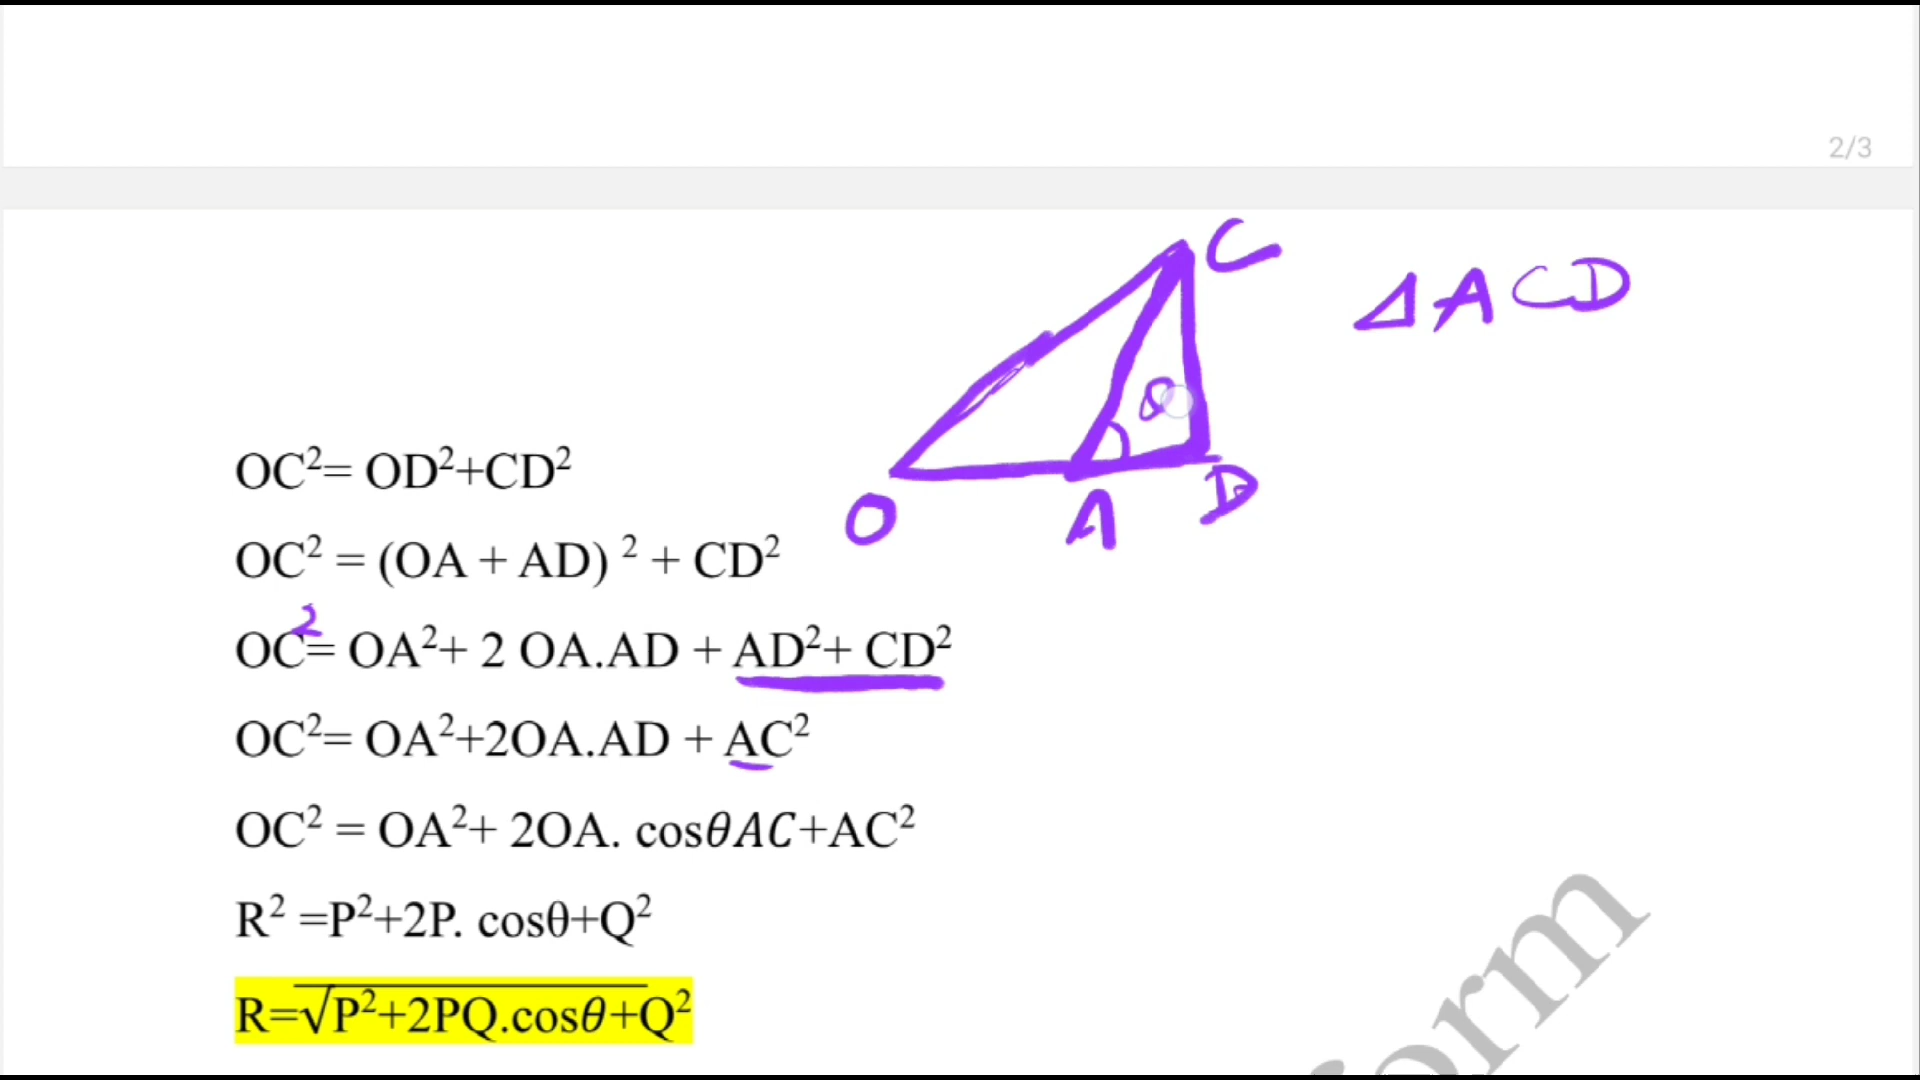 2/3
C
ΔACD
θ
O
A
D
OC²= OD²+CD²
OC² = (OA + AD) ² + CD²
OC²= OA²+ 2 OA.AD + AD²+ CD²
OC²= OA²+2OA.AD + AC²
OC² = OA²+ 2OA. cosθAC+AC²
R² =P²+2P. cosθ+Q²
R=√P²+2PQ.cosθ+Q²
orm